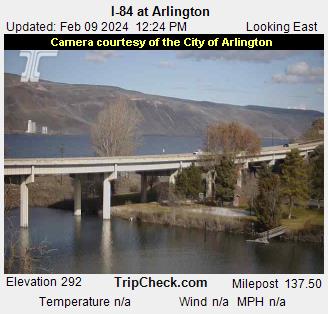 I-84 at Arlington
Updated: Feb 09 2024 12:24 PM Looking East
Camera courtesy of the City of Arlington
Elevation 292 TripCheck.com Milepost 137.50
Temperature n/a Wind n/a MPH n/a